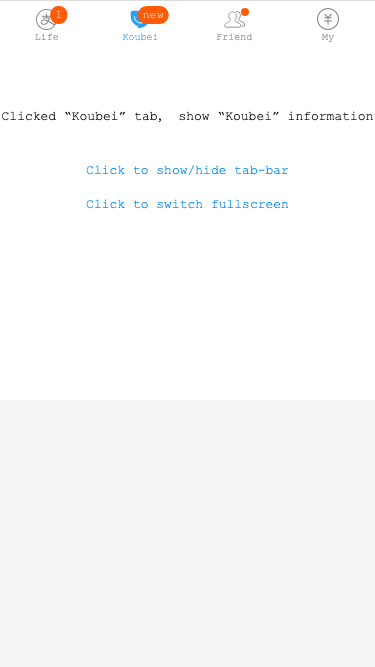 1
new
Life Koubei Friend My
Clicked “Koubei” tab, show “Koubei” information
Click to show/hide tab-bar
Click to switch fullscreen